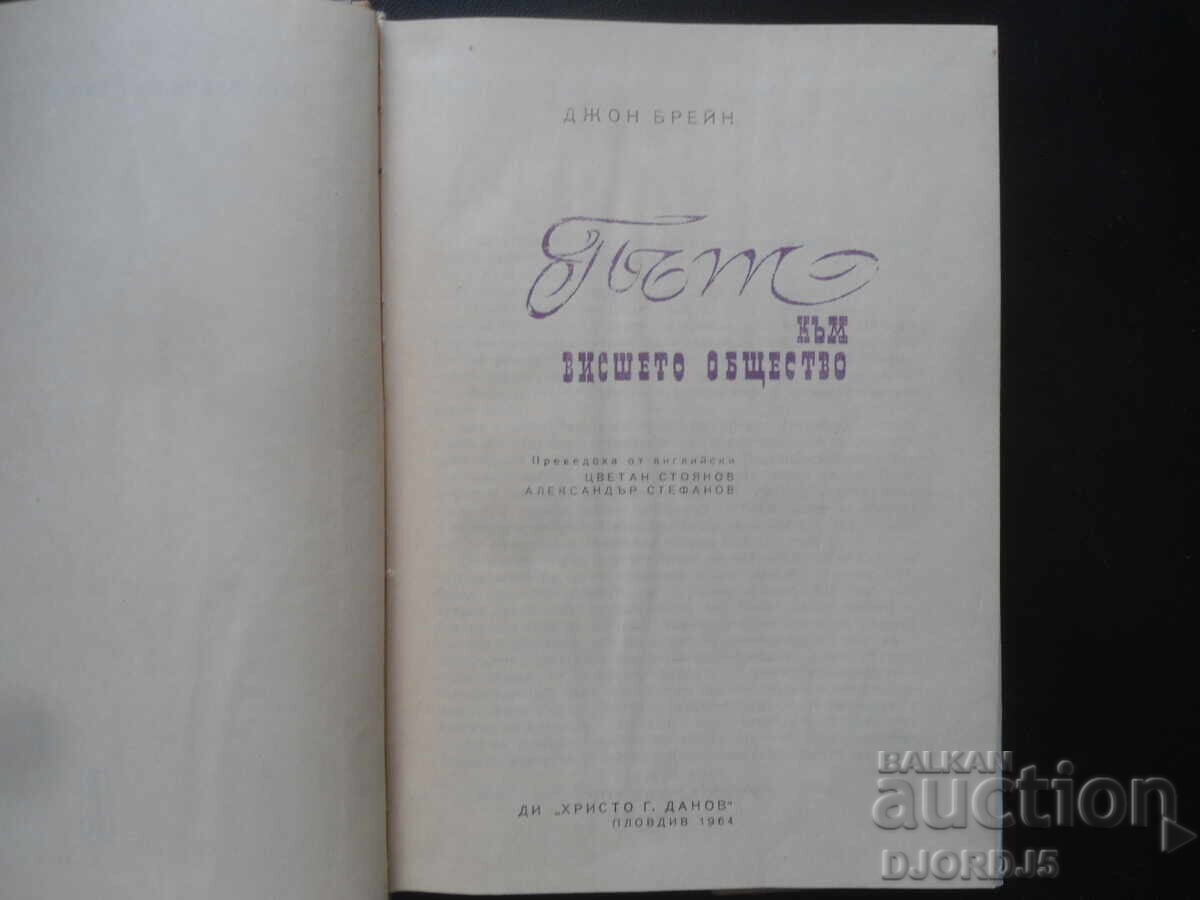 ДЖОН БРЕЙН
Път
КЪМ
ВИСШЕТО ОБЩЕСТВО
Преведоха от английски
ЦВЕТАН СТОЯНОВ
АЛЕКСАНДЪР СТЕФАНОВ
ДИ „ХРИСТО Г. ДАНОВ"
ПЛОВДИВ 1964
BALKAN
auction
DJORDJ5